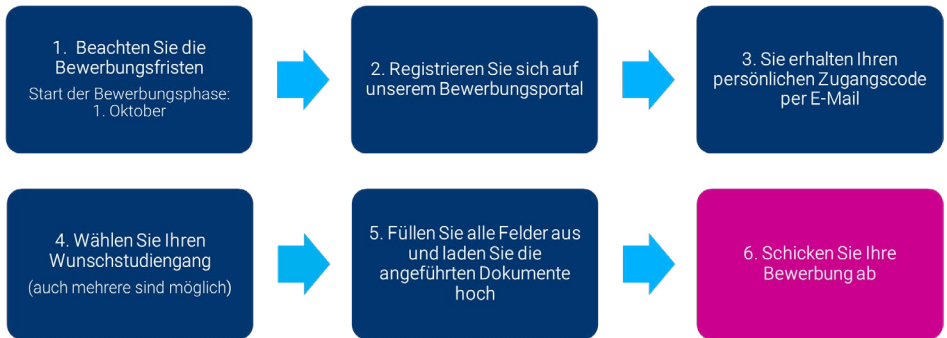 1. Beachten Sie die
Bewerbungsfristen
Start der Bewerbungsphase:
1. Oktober
2. Registrieren Sie sich auf
unserem Bewerbungsportal
3. Sie erhalten Ihren
persönlichen Zugangscode
per E-Mail
4. Wählen Sie Ihren
Wunschstudiengang
(auch mehrere sind möglich)
5. Füllen Sie alle Felder aus
und laden Sie die
angeführten Dokumente
hoch
6. Schicken Sie Ihre
Bewerbung ab